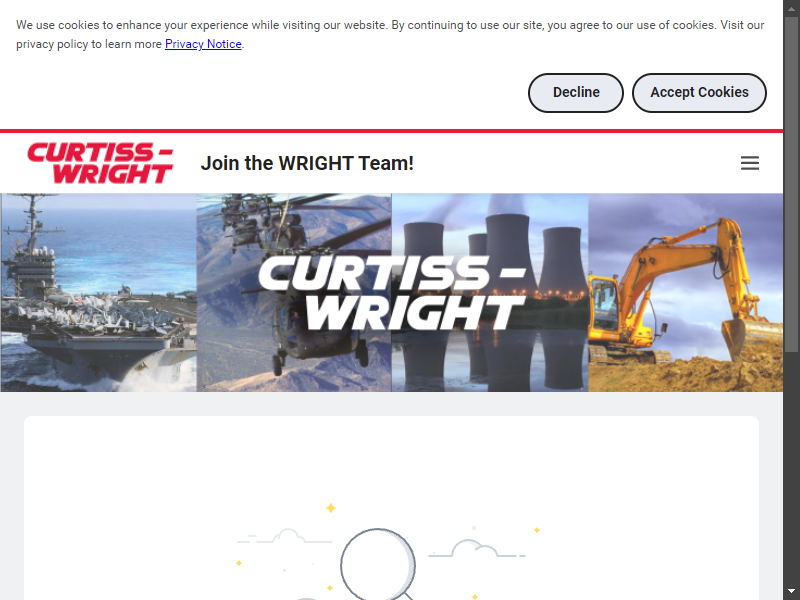 We use cookies to enhance your experience while visiting our website. By continuing to use our site, you agree to our use of cookies. Visit our
privacy policy to learn more Privacy Notice.
Decline
Accept Cookies
CURTISS-
WRIGHT
Join the WRIGHT Team!
CURTISS-
WRIGHT